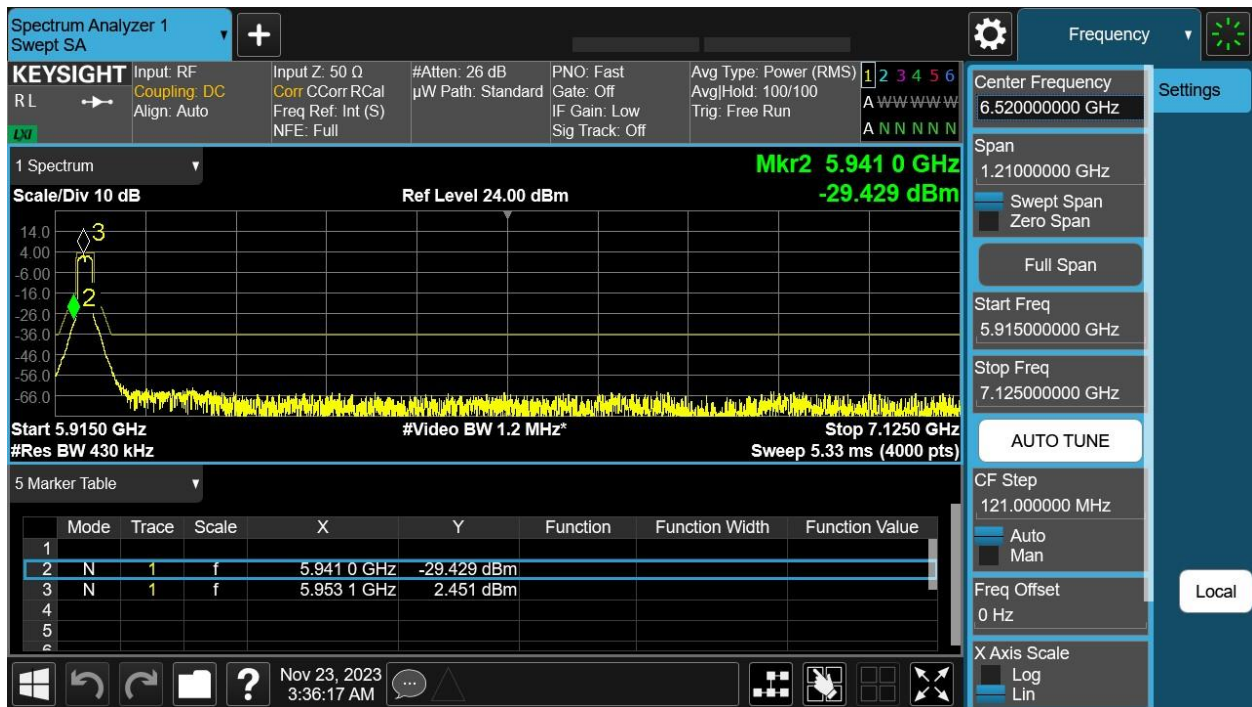 Spectrum Analyzer 1
Swept SA
+
Frequency
KEYSIGHT
RL
LXI
Input: RF
Coupling: DC
Align: Auto
Input Z: 50 Ω
Corr CCorr RCal
Freq Ref: Int (S)
NFE: Full
#Atten: 26 dB
µW Path: Standard
PNO: Fast
Gate: Off
IF Gain: Low
Sig Track: Off
Avg Type: Power (RMS)
Avg|Hold: 100/100
Trig: Free Run
1 2 3 4 5 6
A W W W W W
A N N N N N
1 Spectrum
Mkr2 5.941 0 GHz
Scale/Div 10 dB
Ref Level 24.00 dBm
-29.429 dBm
14.0
4.00
-6.00
-16.0
-26.0
-36.0
-46.0
-56.0
-66.0
3
2
Start 5.9150 GHz
#Video BW 1.2 MHz*
Stop 7.1250 GHz
#Res BW 430 kHz
Sweep 5.33 ms (4000 pts)
5 Marker Table
Mode Trace Scale X Y Function Function Width Function Value
1
2 N 1 f 5.941 0 GHz -29.429 dBm
3 N 1 f 5.953 1 GHz 2.451 dBm
4
5
6
?
Nov 23, 2023
3:36:17 AM
Center Frequency
6.520000000 GHz
Settings
Span
1.21000000 GHz
Swept Span
Zero Span
Full Span
Start Freq
5.915000000 GHz
Stop Freq
7.125000000 GHz
AUTO TUNE
CF Step
121.000000 MHz
Auto
Man
Freq Offset
0 Hz
Local
X Axis Scale
Log
Lin